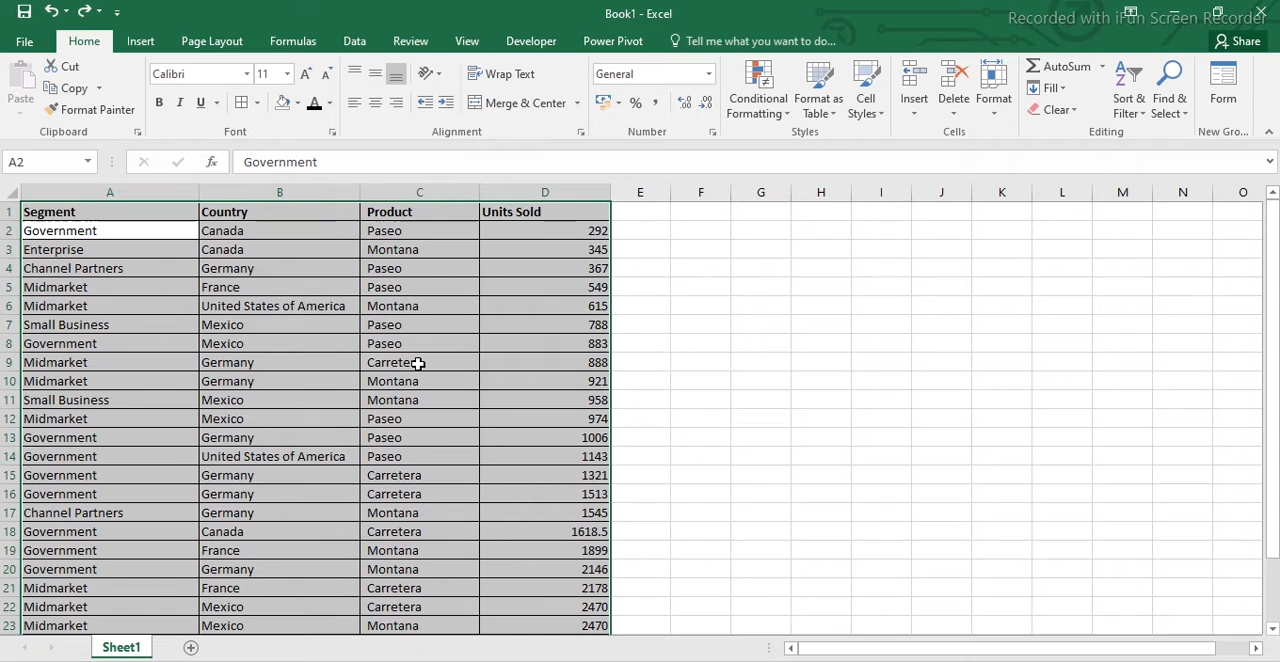 Book1 - Excel
Recorded with iFun Screen Recorder
File Home Insert Page Layout Formulas Data Review View Developer Power Pivot Tell me what you want to do... Share
Paste
Cut
Copy
Format Painter
Clipboard
Calibri 11
B I U
Font
Wrap Text
Merge & Center
Alignment
General
%
Number
Conditional Formatting
Format as Table
Cell Styles
Styles
Insert Delete Format
Cells
AutoSum
Fill
Clear
Sort & Filter
Find & Select
Editing
Form
New Gro...
A2 fx Government
A B C D E F G H I J K L M N O
1 Segment Country Product Units Sold
2 Government Canada Paseo 292
3 Enterprise Canada Montana 345
4 Channel Partners Germany Paseo 367
5 Midmarket France Paseo 549
6 Midmarket United States of America Montana 615
7 Small Business Mexico Paseo 788
8 Government Mexico Paseo 883
9 Midmarket Germany Carretera 888
10 Midmarket Germany Montana 921
11 Small Business Mexico Montana 958
12 Midmarket Mexico Paseo 974
13 Government Germany Paseo 1006
14 Government United States of America Paseo 1143
15 Government Germany Carretera 1321
16 Government Germany Carretera 1513
17 Channel Partners Germany Montana 1545
18 Government Canada Carretera 1618.5
19 Government France Montana 1899
20 Government Germany Montana 2146
21 Midmarket France Carretera 2178
22 Midmarket Mexico Carretera 2470
23 Midmarket Mexico Montana 2470
Sheet1